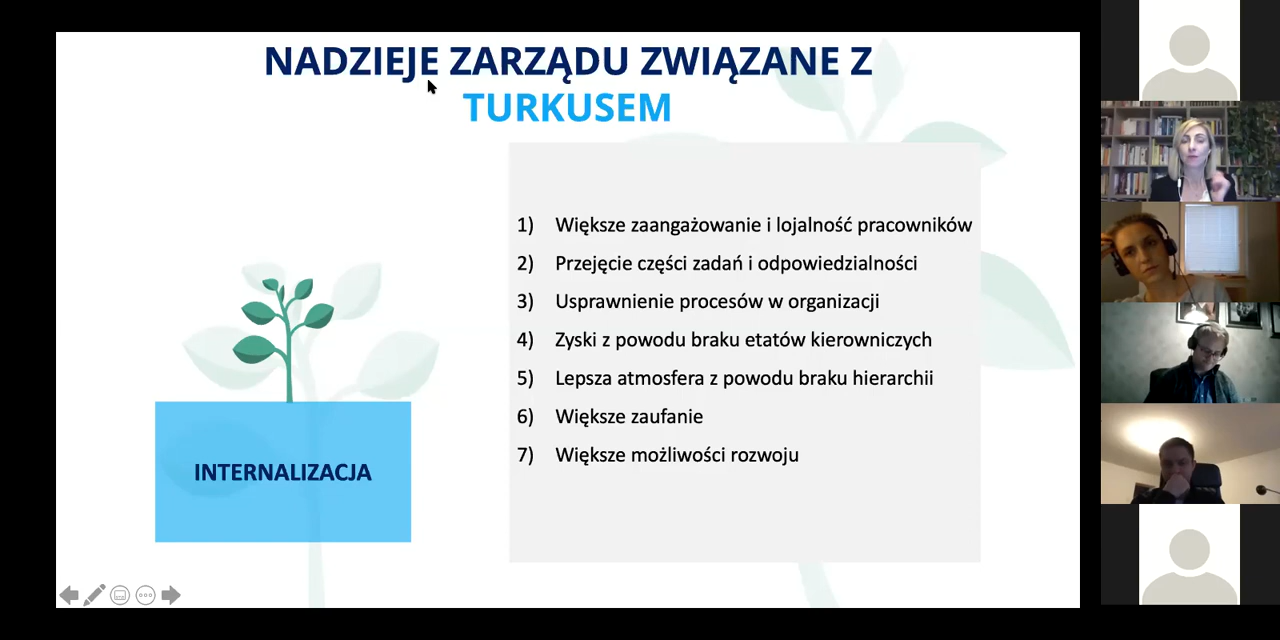 NADZIEJE ZARZĄDU ZWIĄZANE Z
TURKUSEM
1) Większe zaangażowanie i lojalność pracowników
2) Przejęcie części zadań i odpowiedzialności
3) Usprawnienie procesów w organizacji
4) Zyski z powodu braku etatów kierowniczych
5) Lepsza atmosfera z powodu braku hierarchii
6) Większe zaufanie
7) Większe możliwości rozwoju
INTERNALIZACJA